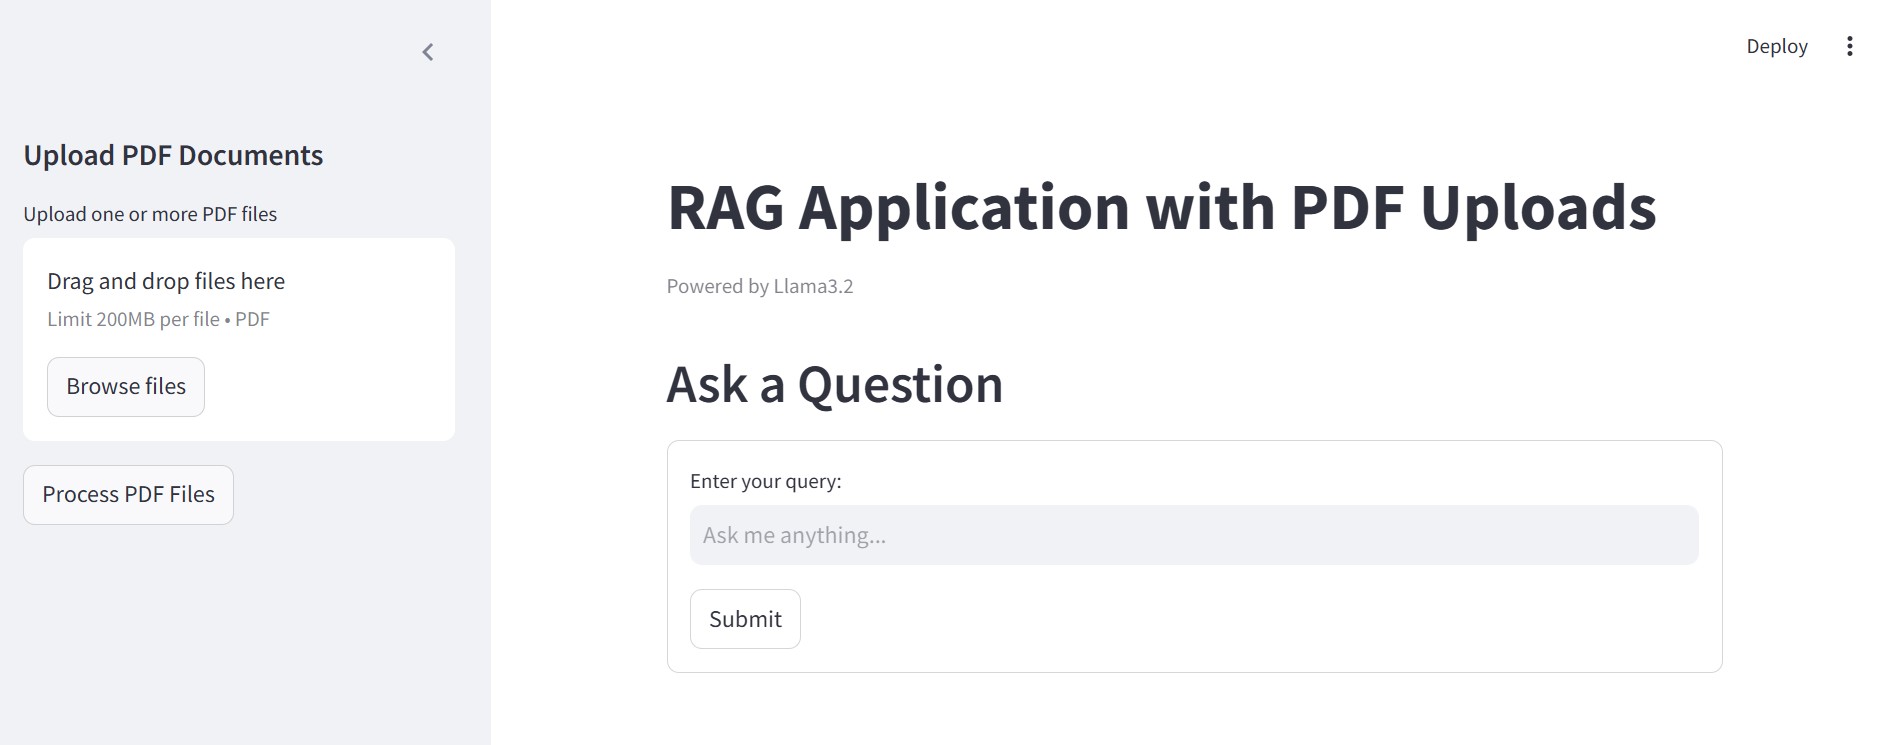 Upload PDF Documents
Upload one or more PDF files
Drag and drop files here
Limit 200MB per file • PDF
Browse files
Process PDF Files
Deploy
RAG Application with PDF Uploads
Powered by Llama3.2
Ask a Question
Enter your query:
Ask me anything...
Submit